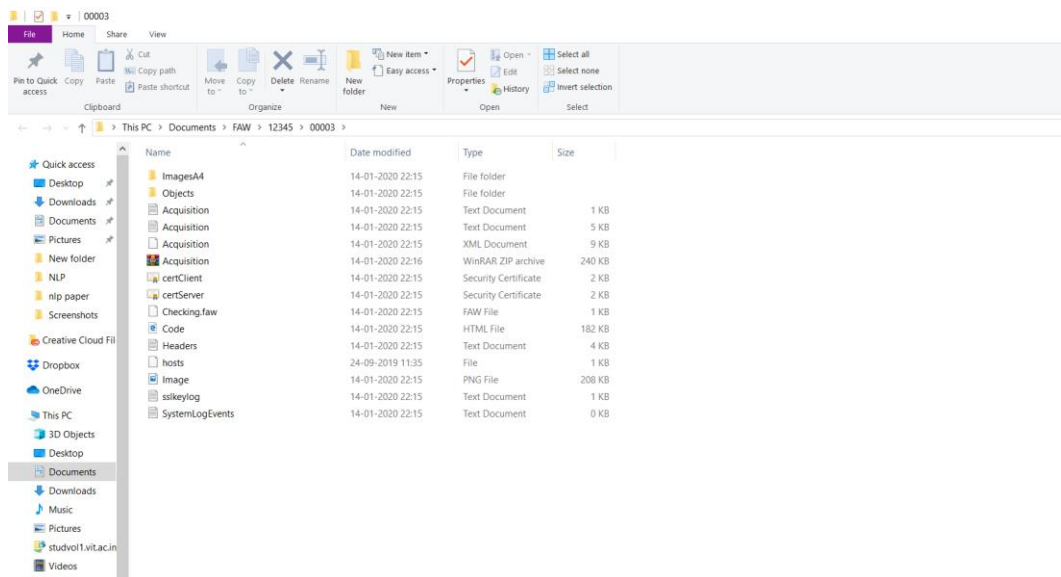 00003
File Home Share View
Pin to Quick access
Copy
Paste
Cut
Copy path
Paste shortcut
Clipboard
Move to
Copy to
Delete
Rename
Organize
New folder
New item
Easy access
New
Properties
Open
Edit
History
Open
Select all
Select none
Invert selection
Select
This PC > Documents > FAW > 12345 > 00003 >
Name Date modified Type Size
ImagesA4 14-01-2020 22:15 File folder
Objects 14-01-2020 22:15 File folder
Acquisition 14-01-2020 22:15 Text Document 1 KB
Acquisition 14-01-2020 22:15 Text Document 5 KB
Acquisition 14-01-2020 22:15 XML Document 9 KB
Acquisition 14-01-2020 22:16 WinRAR ZIP archive 240 KB
certClient 14-01-2020 22:15 Security Certificate 2 KB
certServer 14-01-2020 22:15 Security Certificate 2 KB
Checking.faw 14-01-2020 22:15 FAW File 1 KB
Code 14-01-2020 22:15 HTML File 182 KB
Headers 14-01-2020 22:15 Text Document 4 KB
hosts 24-09-2019 11:35 File 1 KB
Image 14-01-2020 22:15 PNG File 208 KB
sslkeylog 14-01-2020 22:15 Text Document 1 KB
SystemLogEvents 14-01-2020 22:15 Text Document 0 KB
Quick access
Desktop
Downloads
Documents
Pictures
New folder
NLP
nlp paper
Screenshots
Creative Cloud Fil
Dropbox
OneDrive
This PC
3D Objects
Desktop
Documents
Downloads
Music
Pictures
studvol1.vit.ac.in
Videos